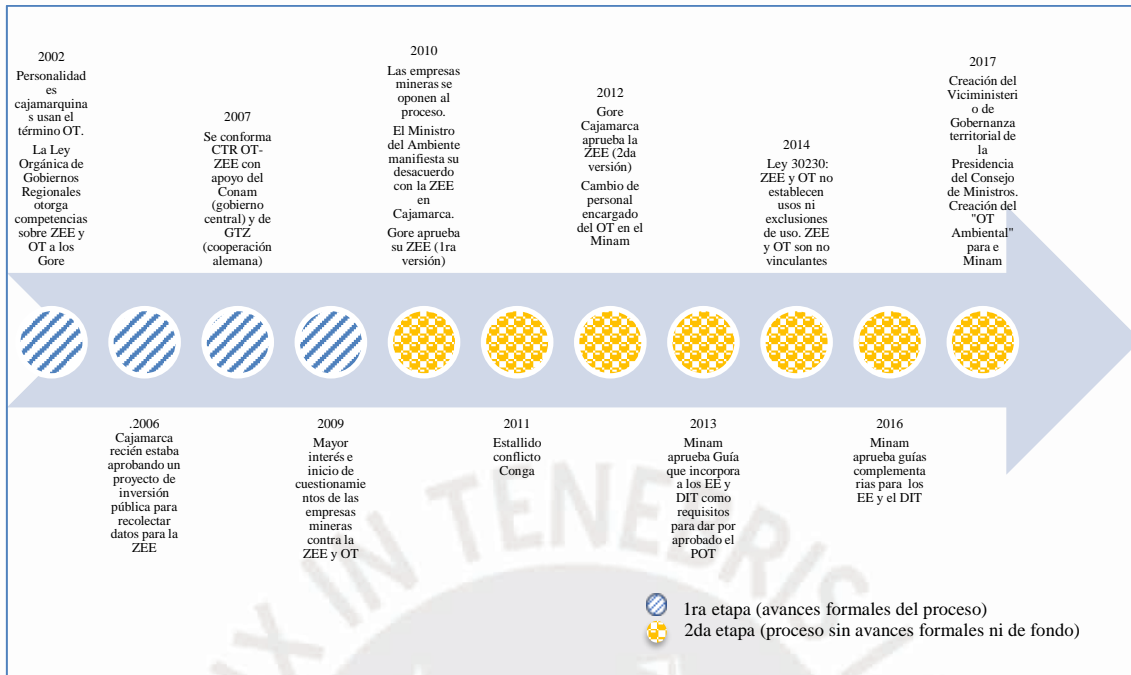 2002
Personalidad
es
cajamarquina
s usan el
término OT.
La Ley
Orgánica de
Gobiernos
Regionales
otorga
competencias
sobre ZEE y
OT a los
Gore
2007
Se conforma
CTR OT-
ZEE con
apoyo del
Conam
(gobierno
central) y de
GTZ
(cooperación
alemana)
2010
Las empresas
mineras se
oponen al
proceso.
El Ministro
del Ambiente
manifiesta su
desacuerdo
con la ZEE
en
Cajamarca.
Gore aprueba
su ZEE (1ra
versión)
2012
Gore
Cajamarca
aprueba la
ZEE (2da
versión)
Cambio de
personal
encargado
del OT en el
Minam
2014
Ley 30230:
ZEE y OT no
establecen
usos ni
exclusiones
de uso. ZEE
y OT son no
vinculantes
2017
Creación del
Viciministeri
o de
Gobernanza
territorial de
la
Presidencia
del Consejo
de Ministros.
Creación del
"OT
Ambiental"
para e
Minam
.2006
Cajamarca
recién estaba
aprobando un
proyecto de
inversión
pública para
recolectar
datos para la
ZEE
2009
Mayor
interés e
inicio de
cuestionamie
ntos de las
empresas
mineras
contra la
ZEE y OT
2011
Estallido
conflicto
Conga
2013
Minam
aprueba Guía
que incorpora
a los EE y
DIT como
requisitos
para dar por
aprobado el
POT
2016
Minam
aprueba guías
complementa
rias para los
EE y el DIT
1ra etapa (avances formales del proceso)
2da etapa (proceso sin avances formales ni de fondo)
X IN TENEBRIS